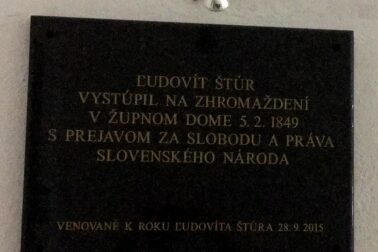 ĽUDOVÍT ŠTÚR
VYSTÚPIL NA ZHROMAŽDENÍ
V ŽUPNOM DOME 5. 2. 1849
S PREJAVOM ZA SLOBODU A PRÁVA
SLOVENSKÉHO NÁRODA
VENOVANÉ K ROKU ĽUDOVÍTA ŠTÚRA 28.9.2015